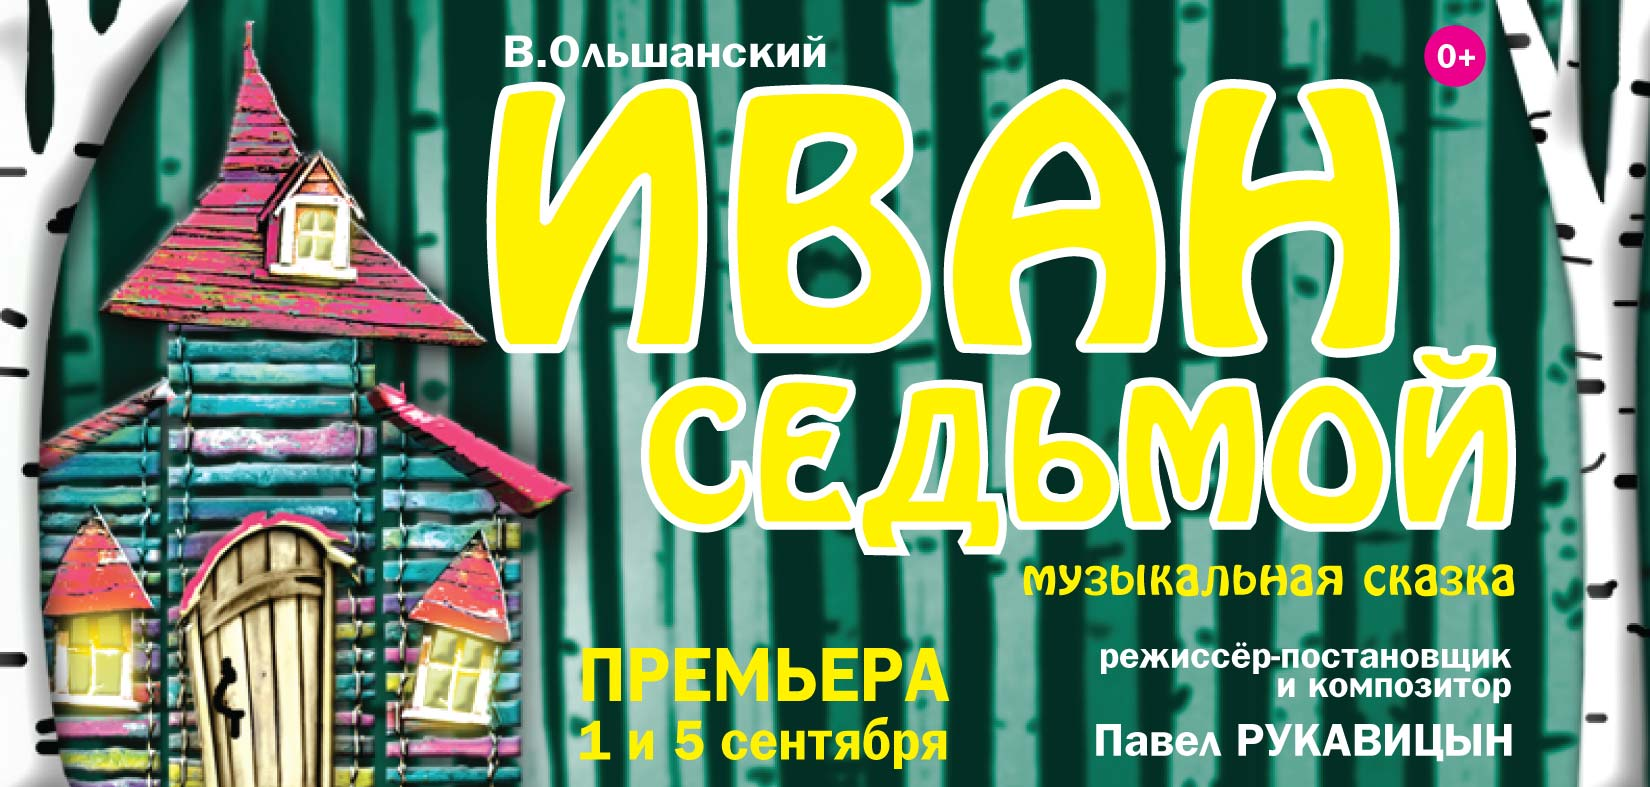 В.Ольшанский
0+
ИВАН
СЕДЬМОЙ
музыкальная сказка
ПРЕМЬЕРА
1 и 5 сентября
режиссёр-постановщик
и композитор
Павел РУКАВИЦЫН